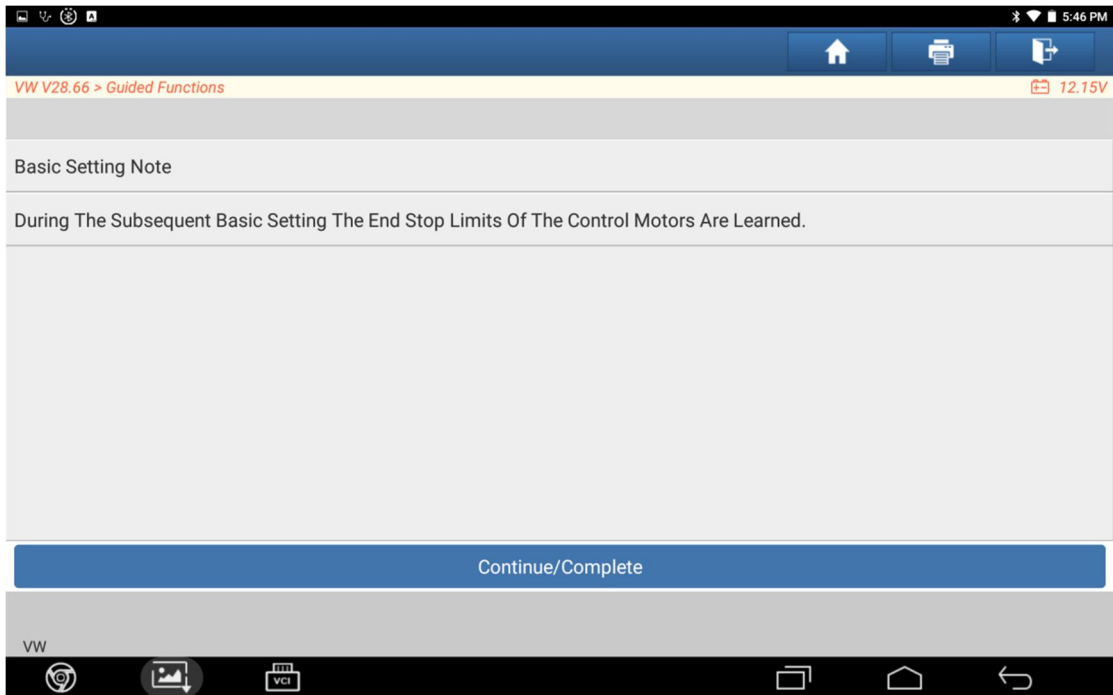 A
5:46 PM
VW V28.66 > Guided Functions
12.15V
Basic Setting Note
During The Subsequent Basic Setting The End Stop Limits Of The Control Motors Are Learned.
Continue/Complete
VW
VCI